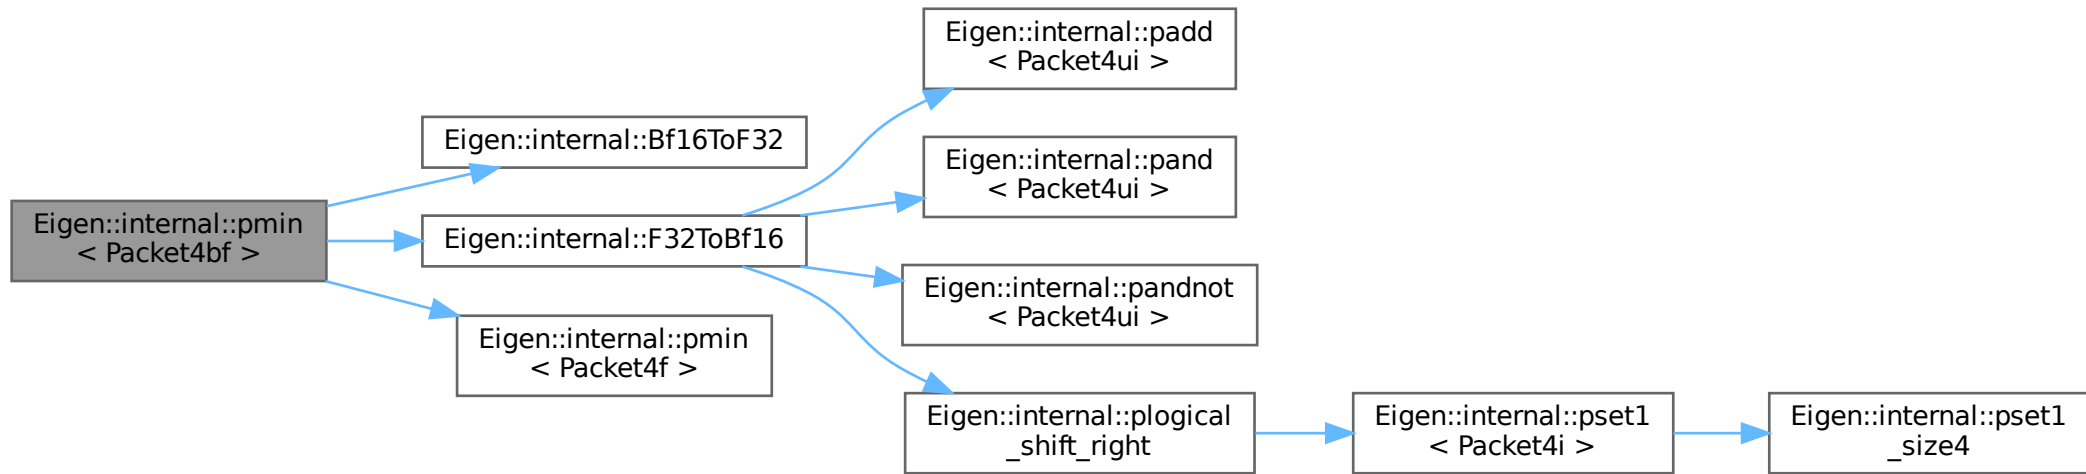 Eigen::internal::pmin
< Packet4bf >
Eigen::internal::Bf16ToF32
Eigen::internal::F32ToBf16
Eigen::internal::pmin
< Packet4f >
Eigen::internal::padd
< Packet4ui >
Eigen::internal::pand
< Packet4ui >
Eigen::internal::pandnot
< Packet4ui >
Eigen::internal::plogical
_shift_right
Eigen::internal::pset1
< Packet4i >
Eigen::internal::pset1
_size4